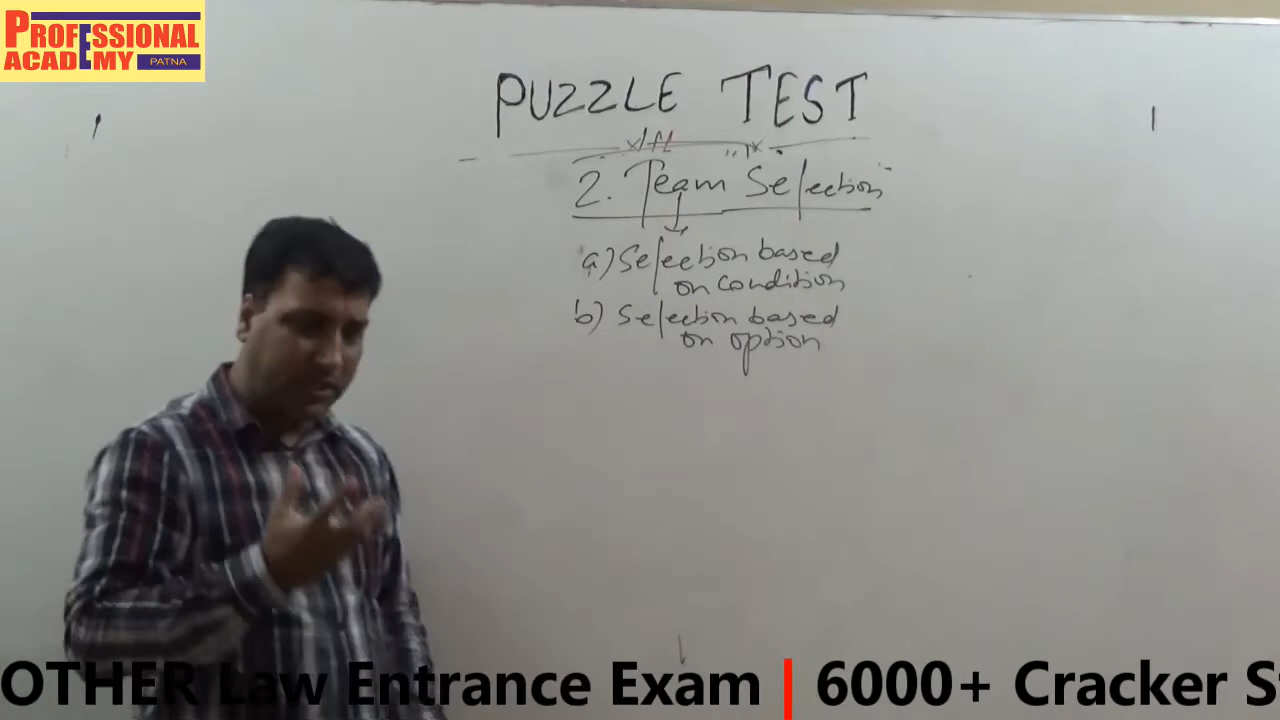 PROFESSIONAL
ACADEMY PATNA
PUZZLE TEST
2. Team "Selection"
a) Selection based
on condition
b) Selection based
on option
OTHER Law Entrance Exam | 6000+ Cracker St